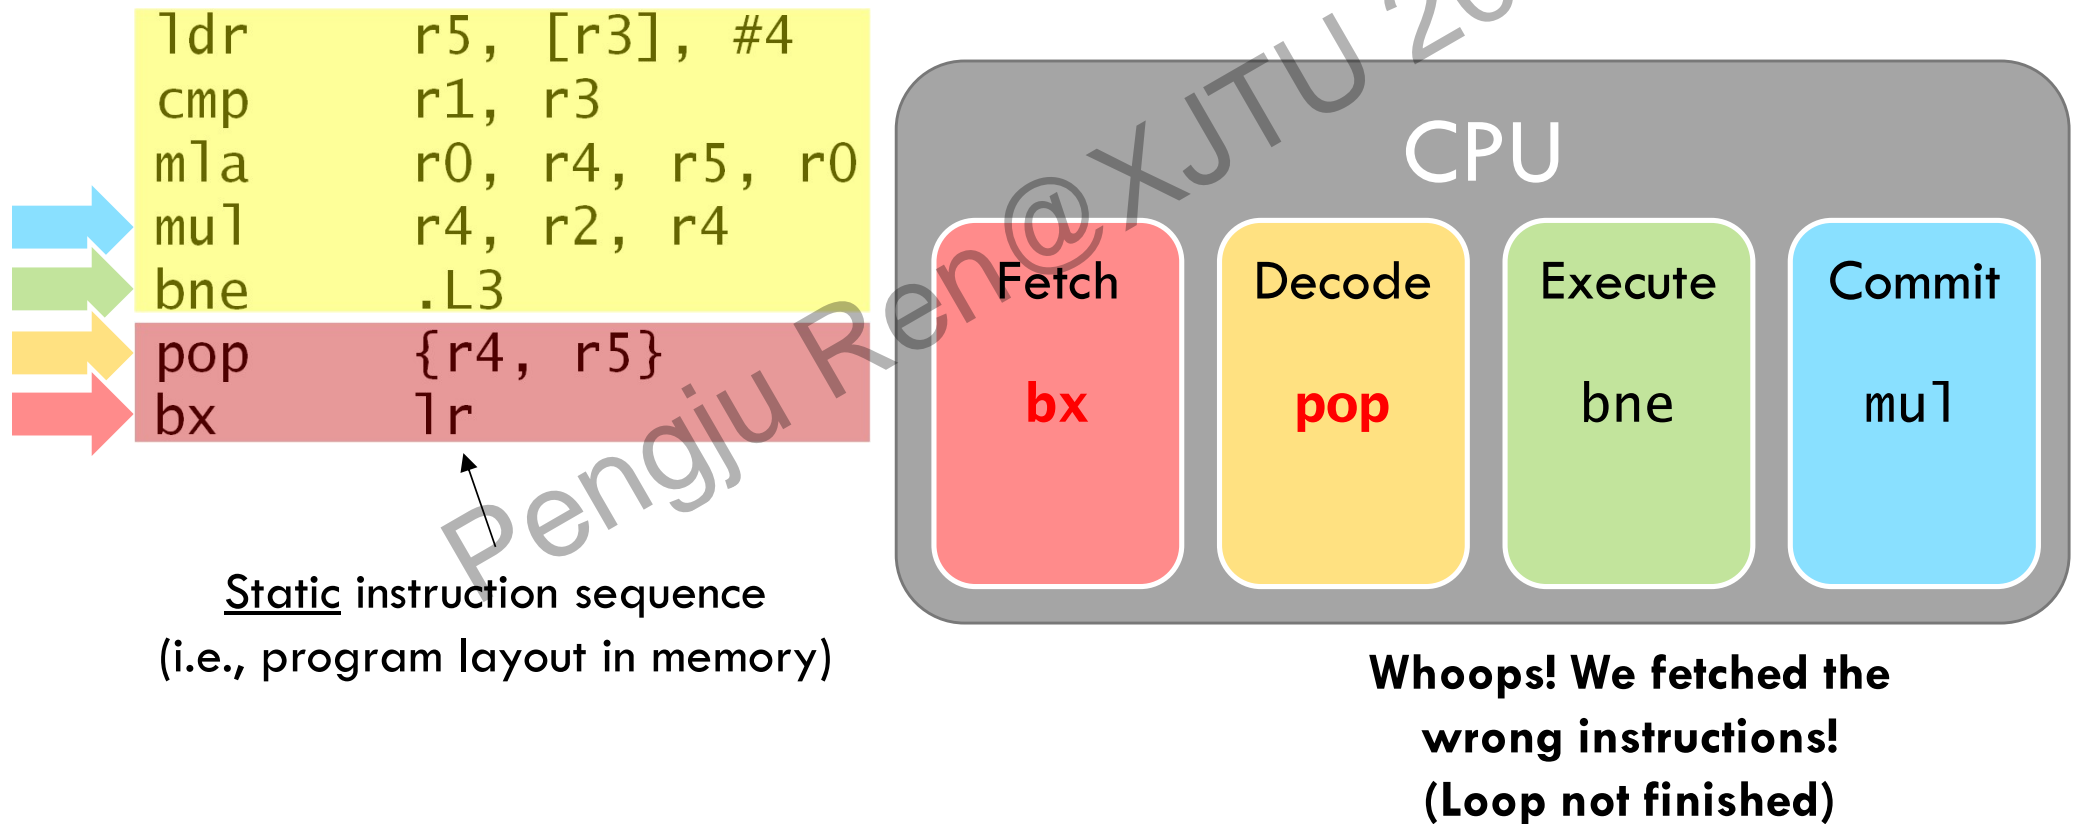 ldr r5, [r3], #4
cmp r1, r3
mla r0, r4, r5, r0
mul r4, r2, r4
bne .L3
pop {r4, r5}
bx lr
Static instruction sequence
(i.e., program layout in memory)
CPU
Fetch Decode Execute Commit
bx pop bne mul
Whoops! We fetched the
wrong instructions!
(Loop not finished)
Pengju Ren@XJTU 20